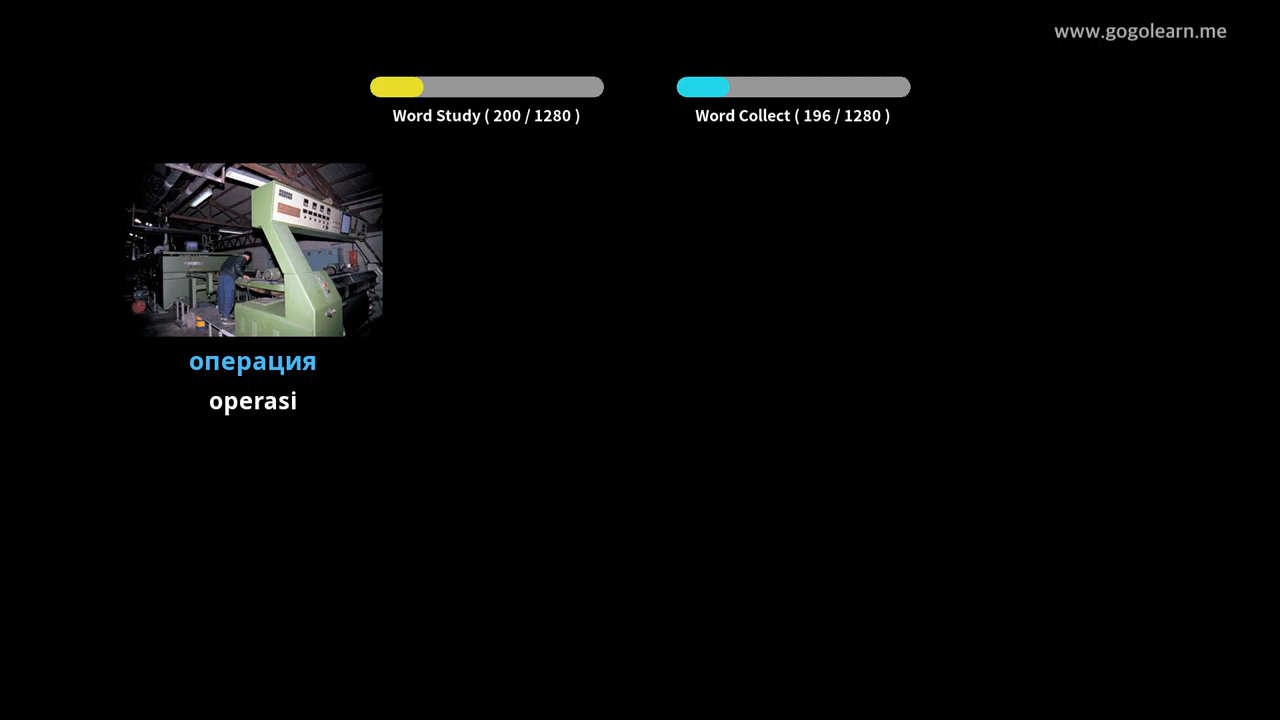 www.gogolearn.me
Word Study ( 200 / 1280 )
Word Collect ( 196 / 1280 )
операция
operasi